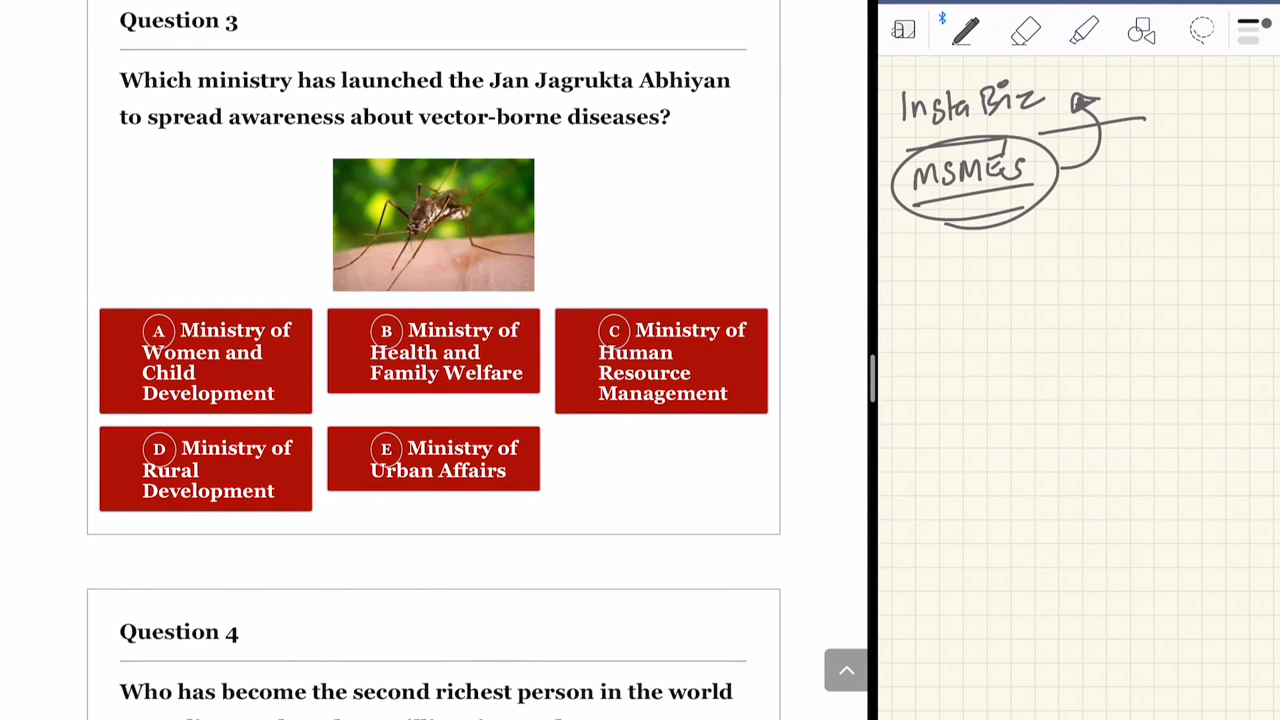 Question 3
Which ministry has launched the Jan Jagrukta Abhiyan
to spread awareness about vector-borne diseases?
A Ministry of
Women and
Child
Development
B Ministry of
Health and
Family Welfare
C Ministry of
Human
Resource
Management
D Ministry of
Rural
Development
E Ministry of
Urban Affairs
Question 4
Who has become the second richest person in the world
Insta Biz
MSMEs